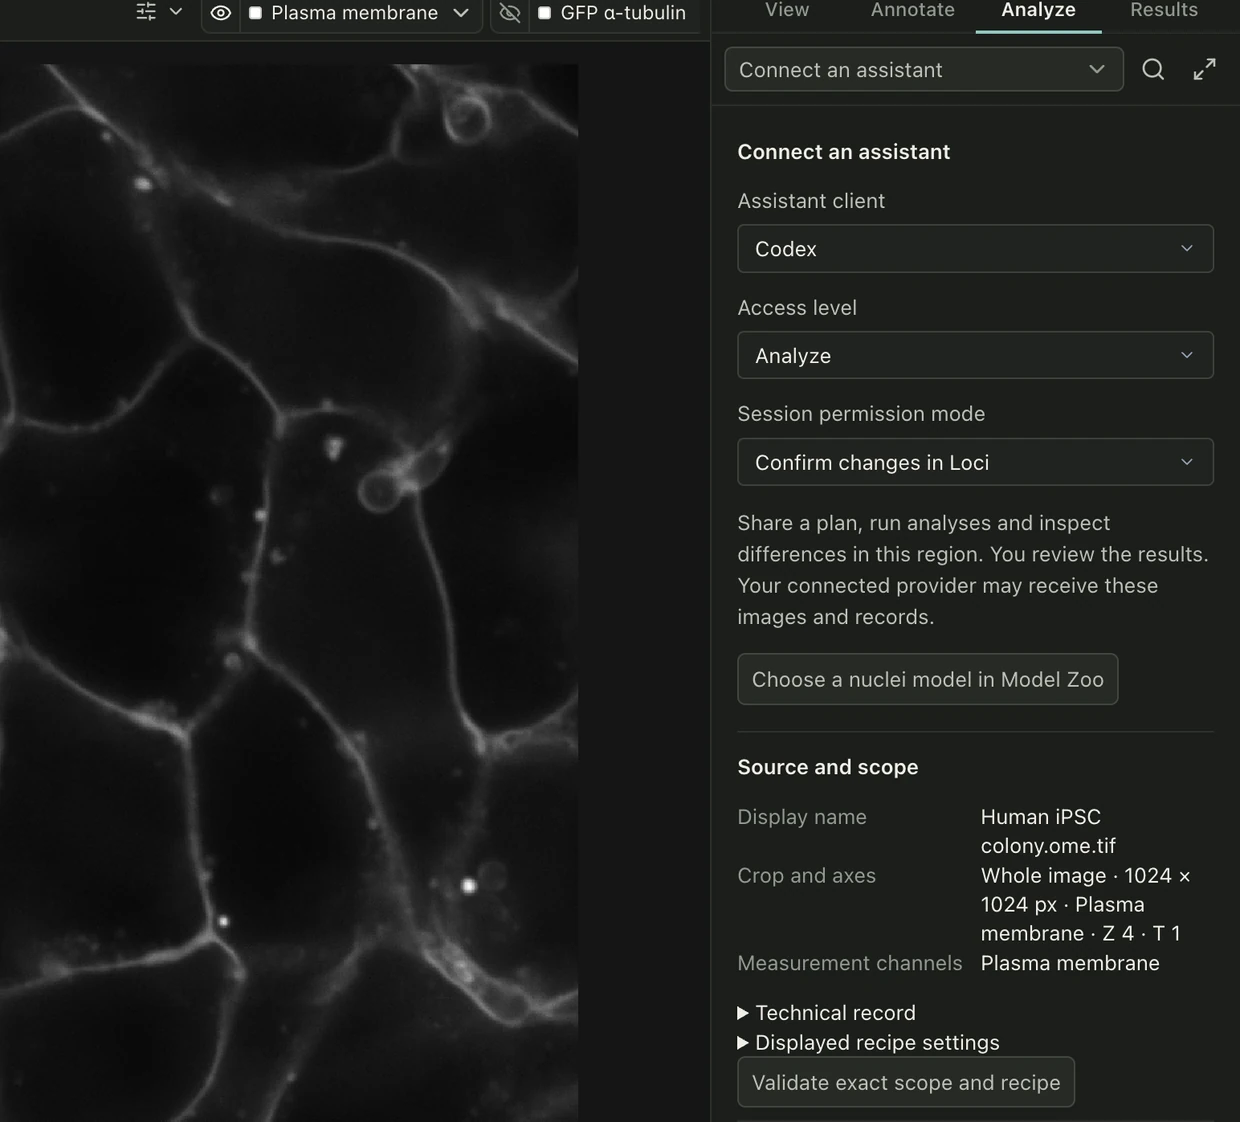 Plasma membrane
GFP α-tubulin
View
Annotate
Analyze
Results
Connect an assistant
Connect an assistant
Assistant client
Codex
Access level
Analyze
Session permission mode
Confirm changes in Loci
Share a plan, run analyses and inspect
differences in this region. You review the results.
Your connected provider may receive these
images and records.
Choose a nuclei model in Model Zoo
Source and scope
Display name
Human iPSC
colony.ome.tif
Crop and axes
Whole image · 1024 ×
1024 px · Plasma
membrane · Z 4 · T 1
Measurement channels
Plasma membrane
Technical record
Displayed recipe settings
Validate exact scope and recipe